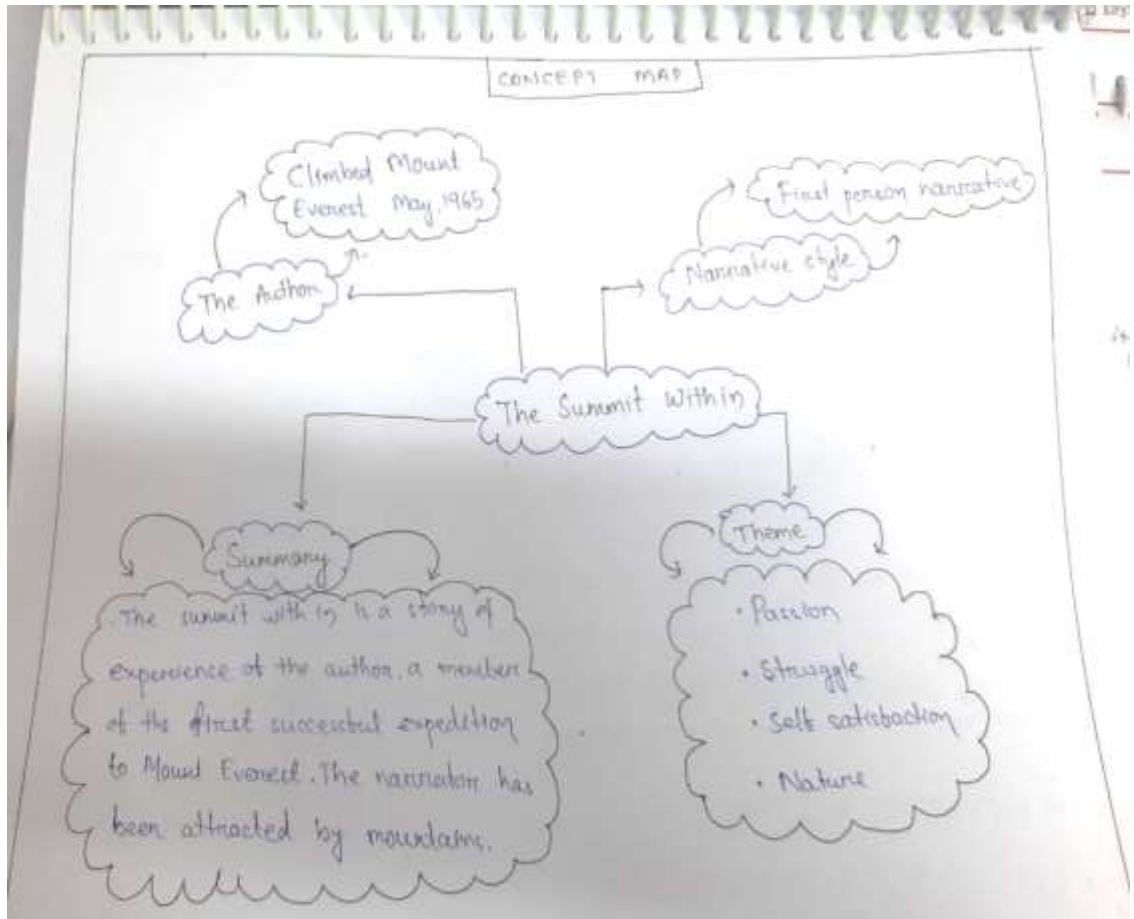 CONCEPT MAP
Climbed Mount
Everest May, 1965
The Author
First person narrative
Narrative style
The Summit Within
Summary
. The summit with in is a story of
experience of the author, a member
of the first successful expedition
to Mount Everest. The narrator has
been attracted by mountains.
Theme
• Passion
• Struggle
• Self satisfaction
• Nature